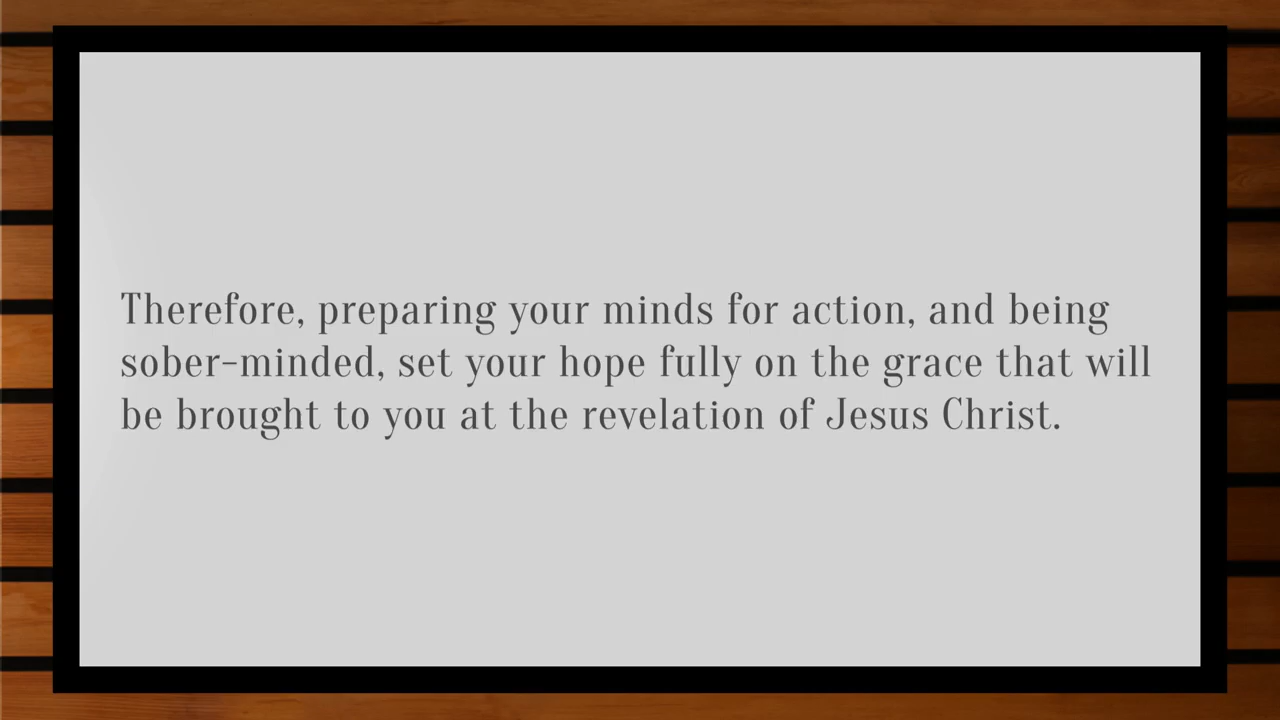 Therefore, preparing your minds for action, and being
sober-minded, set your hope fully on the grace that will
be brought to you at the revelation of Jesus Christ.